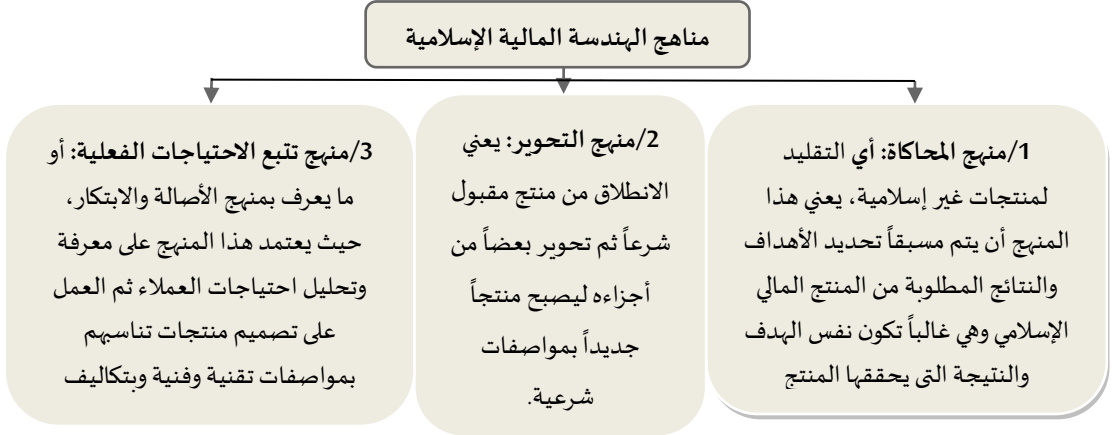 مناهج الهندسة المالية الإسلامية
1/منهج المحاكاة: أي التقليد
لمنتجات غير إسلامية، يعني هذا
المنهج أن يتم مسبقاً تحديد الأهداف
والنتائج المطلوبة من المنتج المالي
الإسلامي وهي غالباً تكون نفس الهدف
والنتيجة التي يحققها المنتج
2/منهج التحوير: يعني
الانطلاق من منتج مقبول
شرعاً ثم تحوير بعضاً من
أجزاءه ليصبح منتجاً
جديداً بمواصفات
شرعية.
3/منهج تتبع الاحتياجات الفعلية: أو
ما يعرف بمنهج الأصالة والابتكار،
حيث يعتمد هذا المنهج على معرفة
وتحليل احتياجات العملاء ثم العمل
على تصميم منتجات تناسبهم
بمواصفات تقنية وفنية وبتكاليف